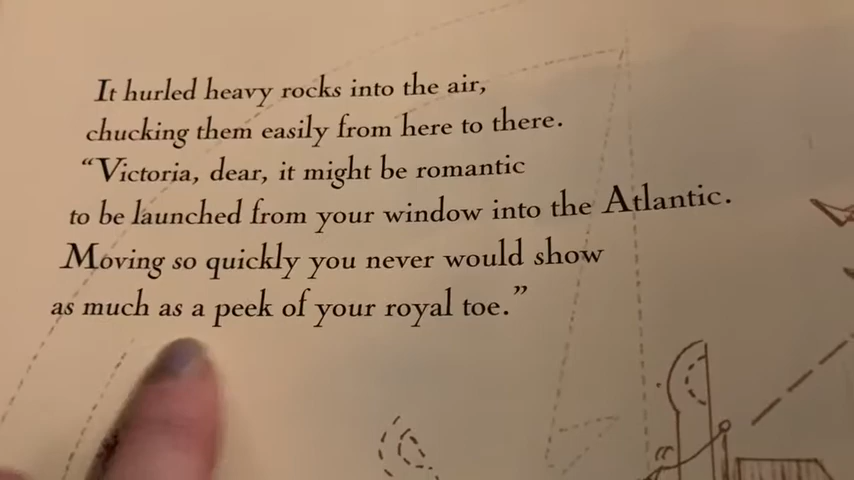 It hurled heavy rocks into the air,
chucking them easily from here to there.
“Victoria, dear, it might be romantic
to be launched from your window into the Atlantic.
Moving so quickly you never would show
as much as a peek of your royal toe.”